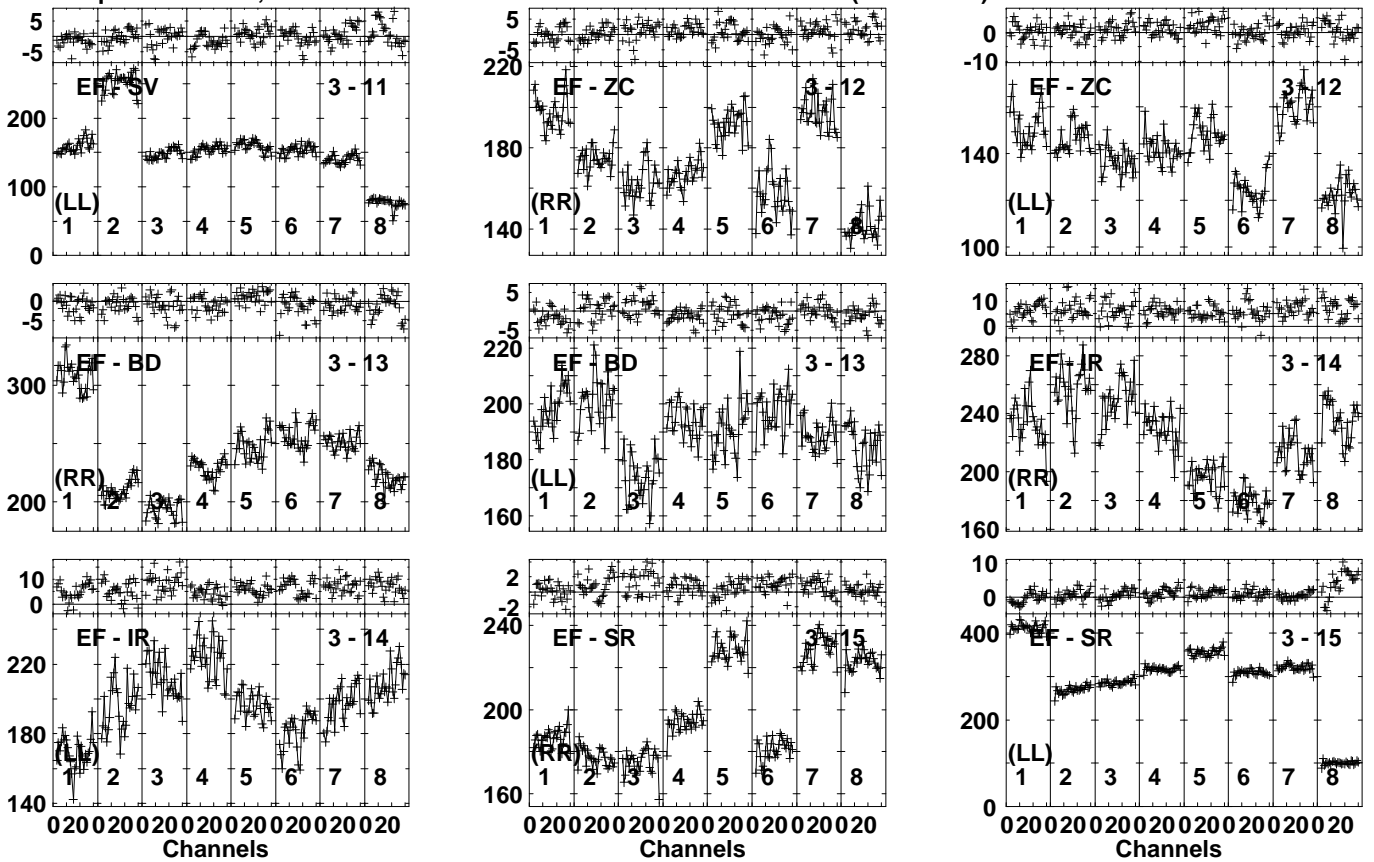 5
-5
EF - SV 3 - 11
200
100
(LL)
1 2 3 4 5 6 7 8
0
5
-5
220
EF - ZC 3 - 12
180
(RR)
140
1 2 3 4 5 6 7 8
0
-10
EF - ZC 3 - 12
140
(LL)
1 2 3 4 5 6 7 8
100
0
-5
EF - BD 3 - 13
300
(RR)
200
1 2 3 4 5 6 7 8
5
-5
220
EF - BD 3 - 13
200
180
(LL)
1 2 3 4 5 6 7 8
160
10
0
280
EF - IR 3 - 14
240
200
(RR)
1 2 3 4 5 6 7 8
160
10
0
EF - IR 3 - 14
220
180
(LL)
1 2 3 4 5 6 7 8
140
0 20 0 20 0 20 0 20 0 20 0 20 0 20 0 20
Channels
2
-2
240
EF - SR 3 - 15
200
(RR)
1 2 3 4 5 6 7 8
160
0 20 0 20 0 20 0 20 0 20 0 20 0 20 0 20
Channels
10
0
400
EF - SR 3 - 15
200
(LL)
1 2 3 4 5 6 7 8
0
0 20 0 20 0 20 0 20 0 20 0 20 0 20 0 20
Channels